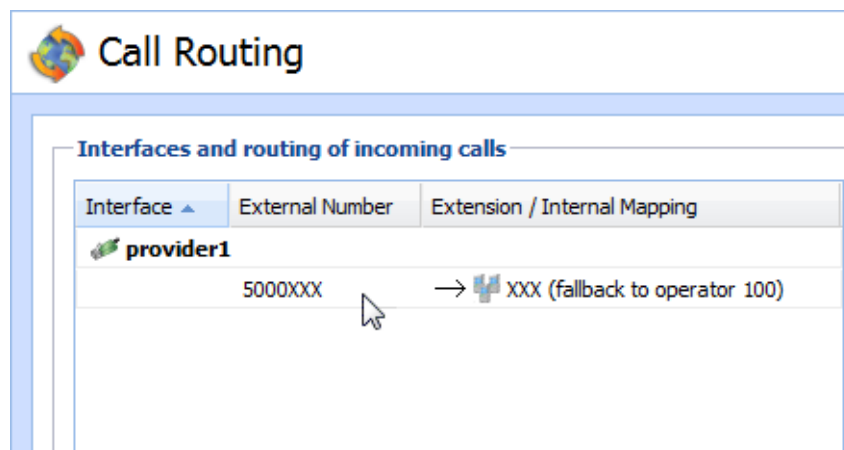 Call Routing
Interfaces and routing of incoming calls
Interface External Number Extension / Internal Mapping
provider1
5000XXX XXX (fallback to operator 100)